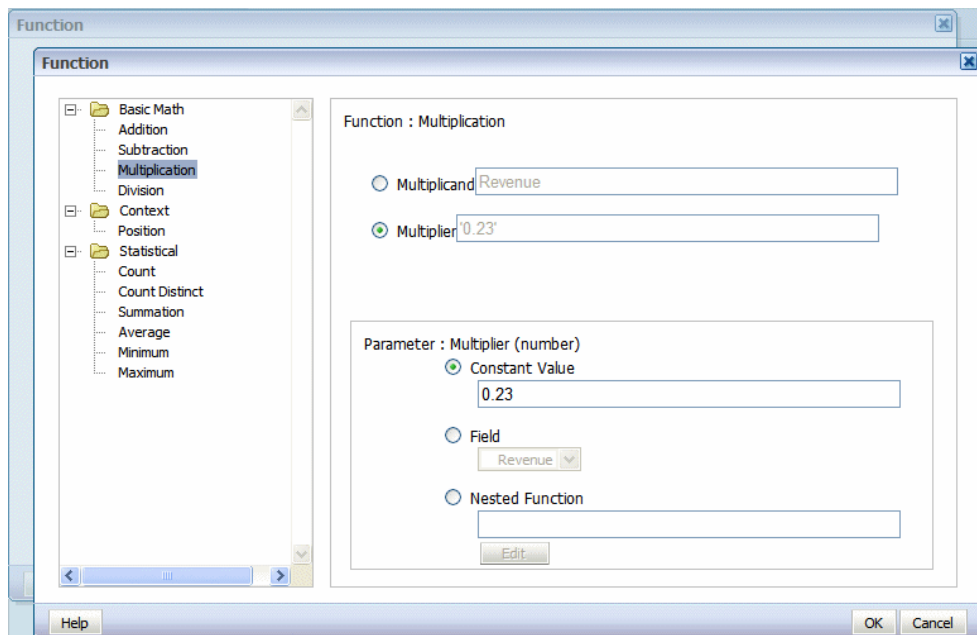 Function
Function
Basic Math
Addition
Subtraction
Multiplication
Division
Context
Position
Statistical
Count
Count Distinct
Summation
Average
Minimum
Maximum
Function : Multiplication
Multiplicand Revenue
Multiplier '0.23'
Parameter : Multiplier (number)
Constant Value
0.23
Field
Revenue
Nested Function
Edit
Help
OK Cancel